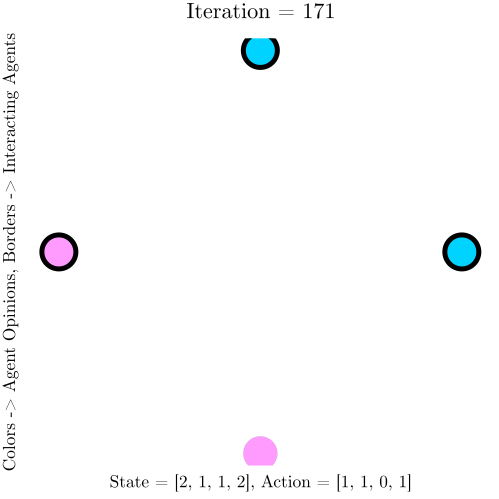 Iteration = 171
Colors -> Agent Opinions, Borders -> Interacting Agents
State = [2, 1, 1, 2], Action = [1, 1, 0, 1]